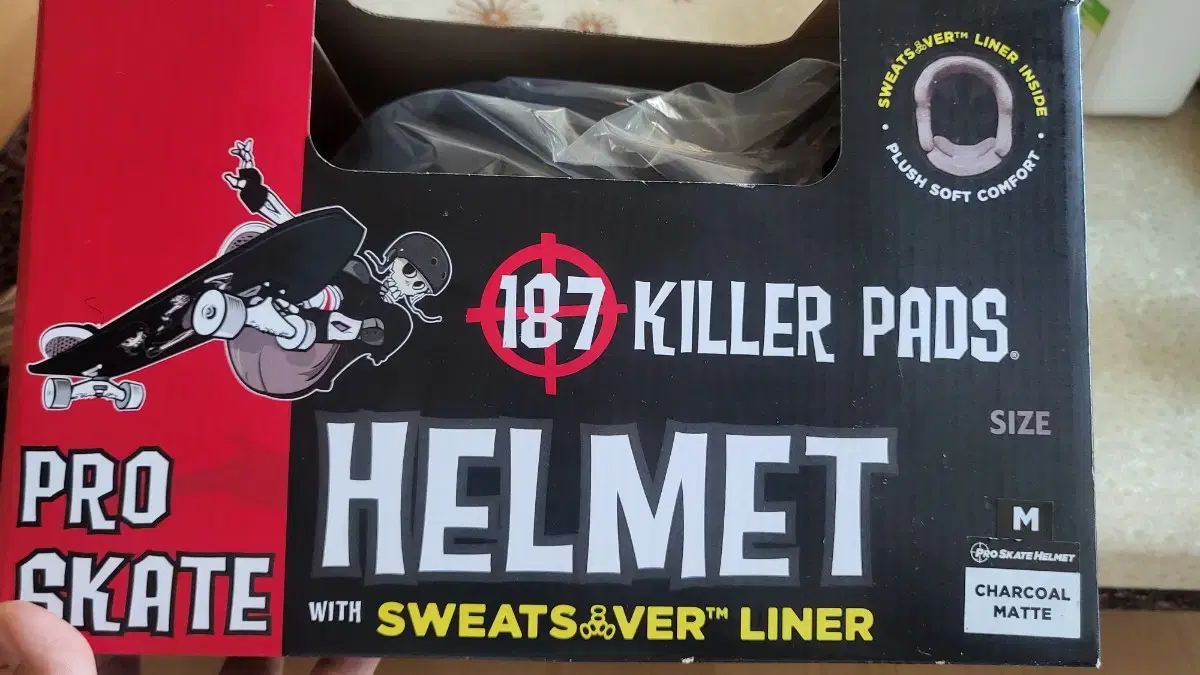 SWEATSAVER™ LINER INSIDE
• PLUSH SOFT COMFORT •
187 KILLER PADS®
SIZE
HELMET
M
PRO SKATE HELMET
CHARCOAL
MATTE
WITH SWEATSAVER™ LINER
PRO
SKATE